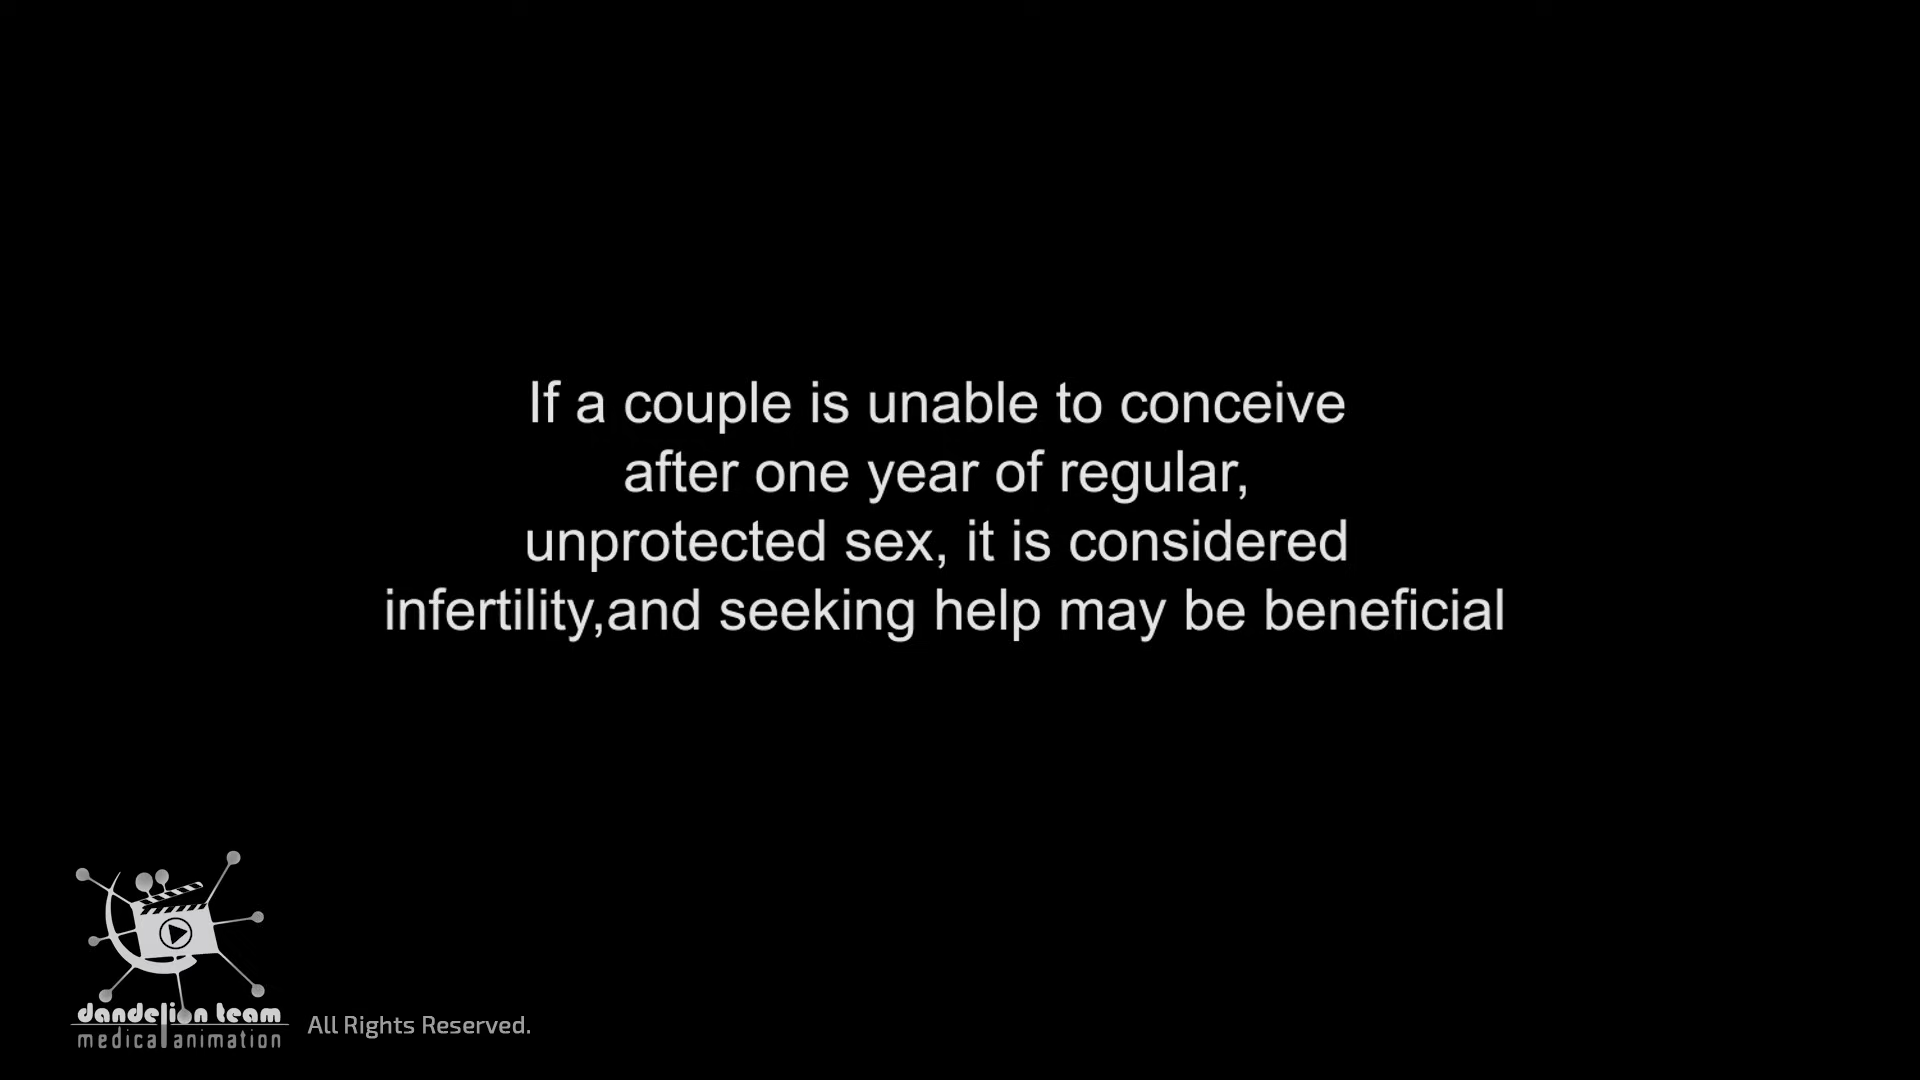 If a couple is unable to conceive
after one year of regular,
unprotected sex, it is considered
infertility,and seeking help may be beneficial
dandelion team
medical animation
All Rights Reserved.